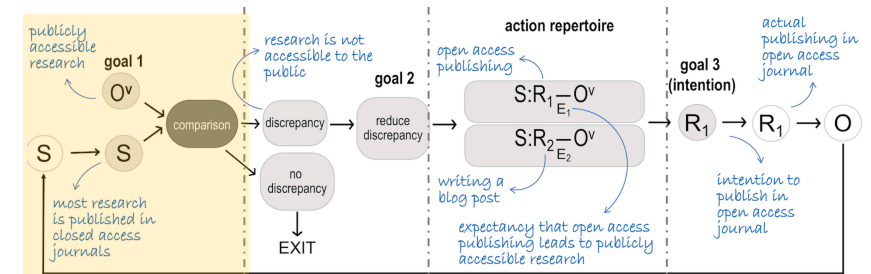 publicly
accessible
research
goal 1
Oᵛ
S
S
comparison
most research
is published in
closed access
journals
research is not
accessible to the
public
discrepancy
no
discrepancy
EXIT
goal 2
reduce
discrepancy
action repertoire
open access
publishing
S:R₁—Oᵛ
E₁
S:R₂—Oᵛ
E₂
writing a
blog post
expectancy that open access
publishing leads to publicly
accessible research
goal 3
(intention)
R₁
R₁
O
actual
publishing in
open access
journal
intention to
publish in
open access
journal